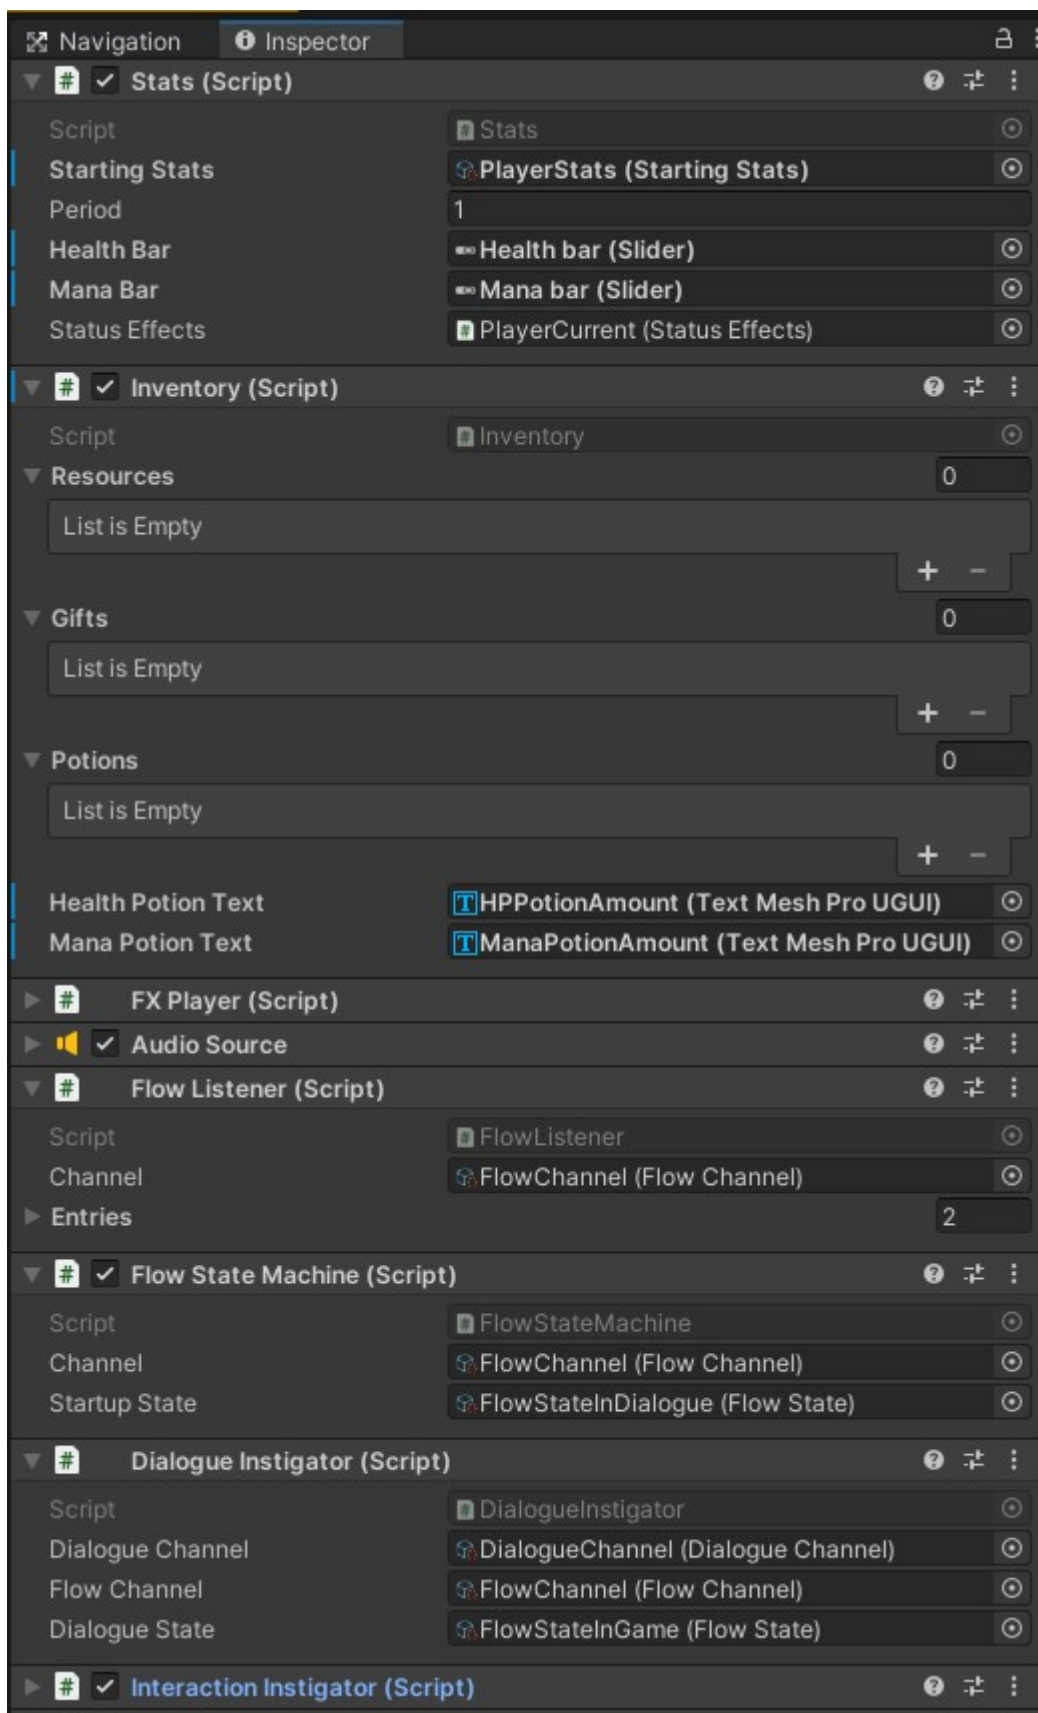 Navigation Inspector
Stats (Script)
Script Stats
Starting Stats PlayerStats (Starting Stats)
Period 1
Health Bar Health bar (Slider)
Mana Bar Mana bar (Slider)
Status Effects PlayerCurrent (Status Effects)
# Inventory (Script)
Script Inventory
Resources 0
List is Empty
+ −
Gifts 0
List is Empty
+ −
Potions 0
List is Empty
+ −
Health Potion Text HPPotionAmount (Text Mesh Pro UGUI)
Mana Potion Text ManaPotionAmount (Text Mesh Pro UGUI)
# FX Player (Script)
Audio Source
# Flow Listener (Script)
Script FlowListener
Channel FlowChannel (Flow Channel)
Entries 2
# Flow State Machine (Script)
Script FlowStateMachine
Channel FlowChannel (Flow Channel)
Startup State FlowStateInDialogue (Flow State)
# Dialogue Instigator (Script)
Script DialogueInstigator
Dialogue Channel DialogueChannel (Dialogue Channel)
Flow Channel FlowChannel (Flow Channel)
Dialogue State FlowStateInGame (Flow State)
# Interaction Instigator (Script)